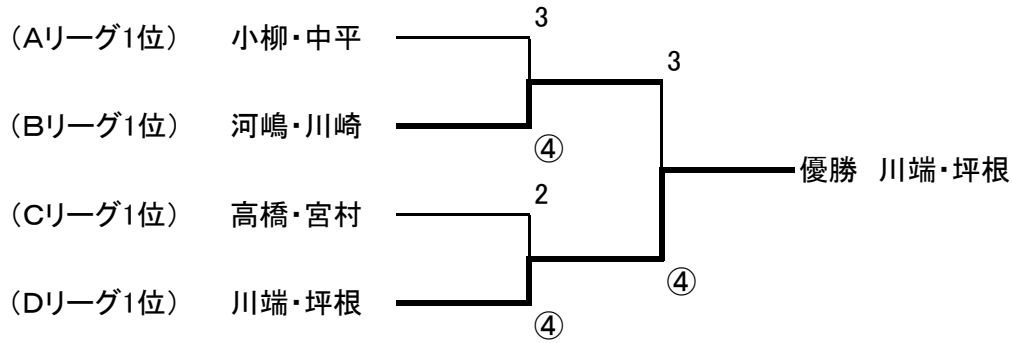 3
(Aリーグ1位) 小柳・中平
3
(Bリーグ1位) 河嶋・川崎
④
優勝 川端・坪根
2
(Cリーグ1位) 高橋・宮村
④
(Dリーグ1位) 川端・坪根
④